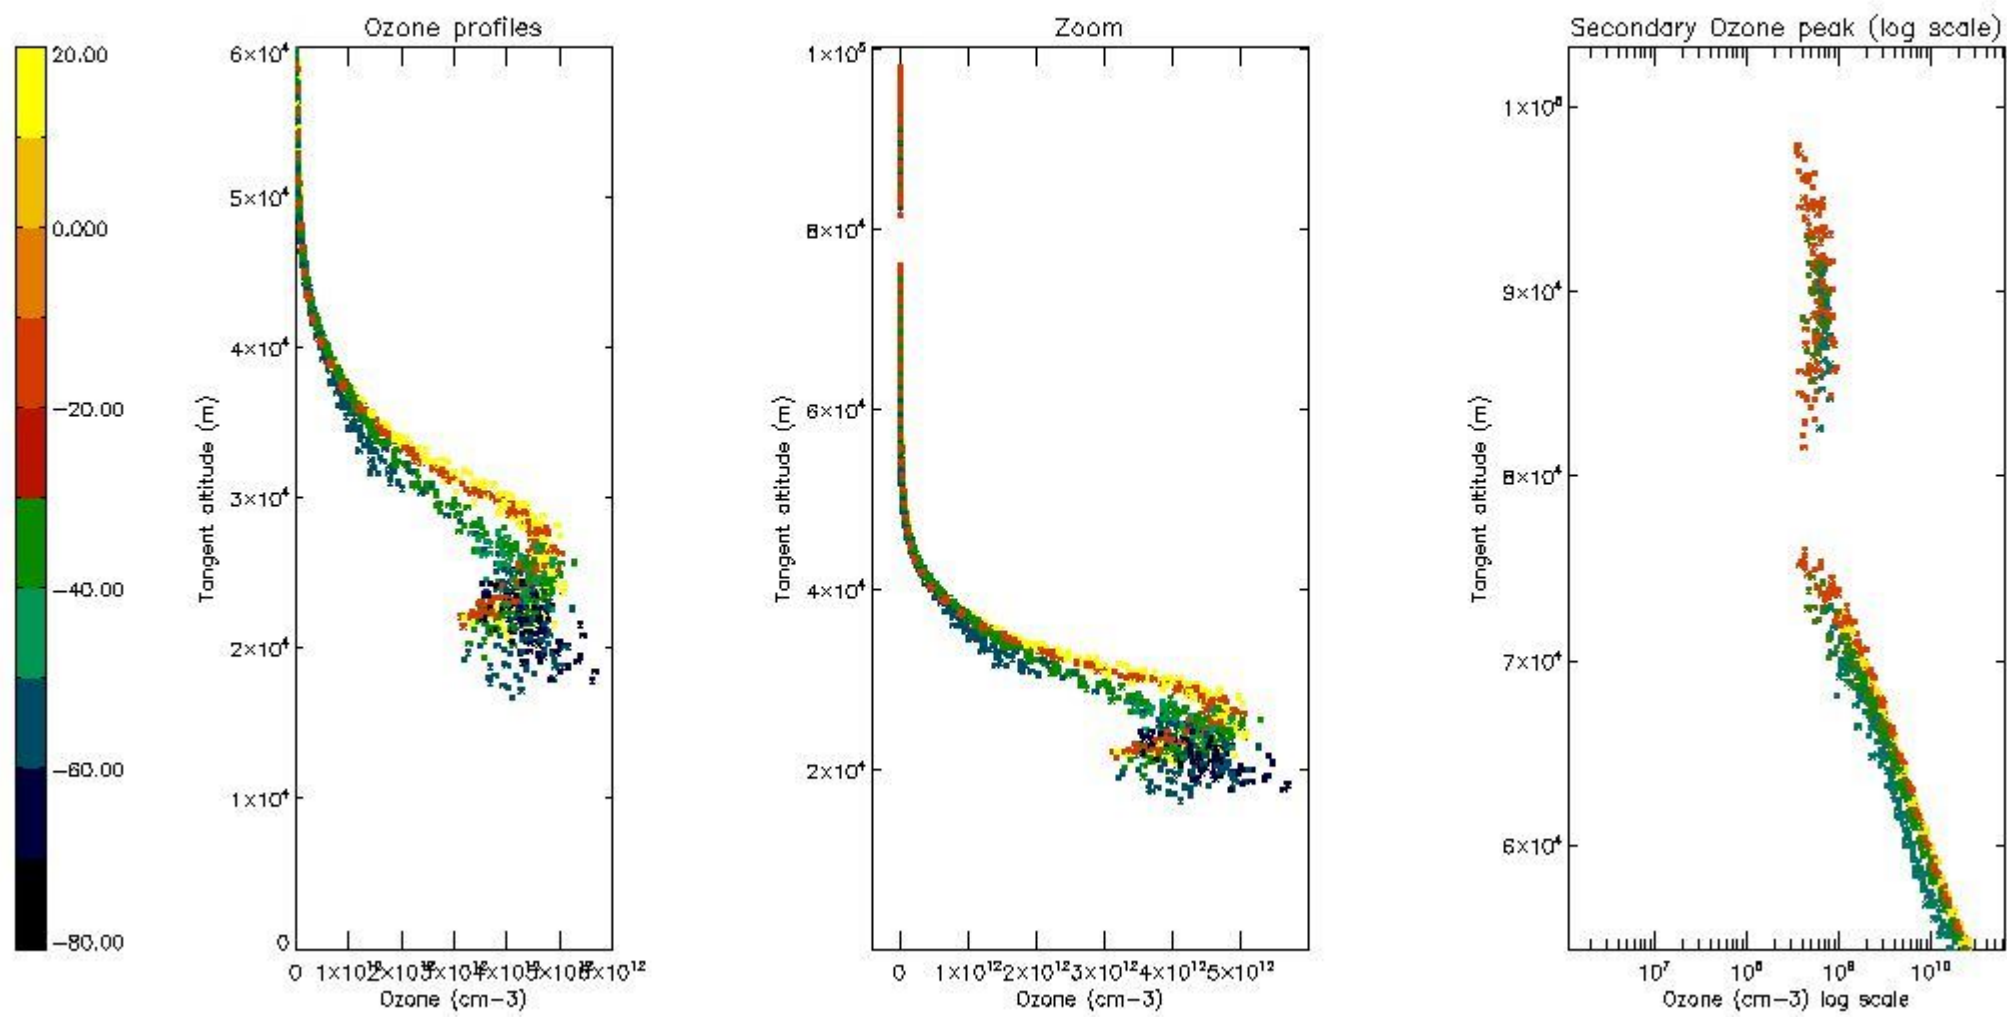 Ozone profiles
Zoom
Secondary Ozone peak (log scale)
20.00
0.000
−20.00
−40.00
−60.00
−80.00
6×10⁴
5×10⁴
4×10⁴
3×10⁴
2×10⁴
1×10⁴
0
Tangent altitude (m)
0 1×10¹²
Ozone (cm−3)
1×10⁵
8×10⁴
6×10⁴
4×10⁴
2×10⁴
Tangent altitude (m)
0 1×10¹² 2×10¹² 3×10¹² 4×10¹² 5×10¹²
Ozone (cm−3)
9×10⁴
8×10⁴
7×10⁴
6×10⁴
Tangent altitude (m)
10⁷ 10⁸ 10⁹ 10¹⁰
Ozone (cm−3) log scale